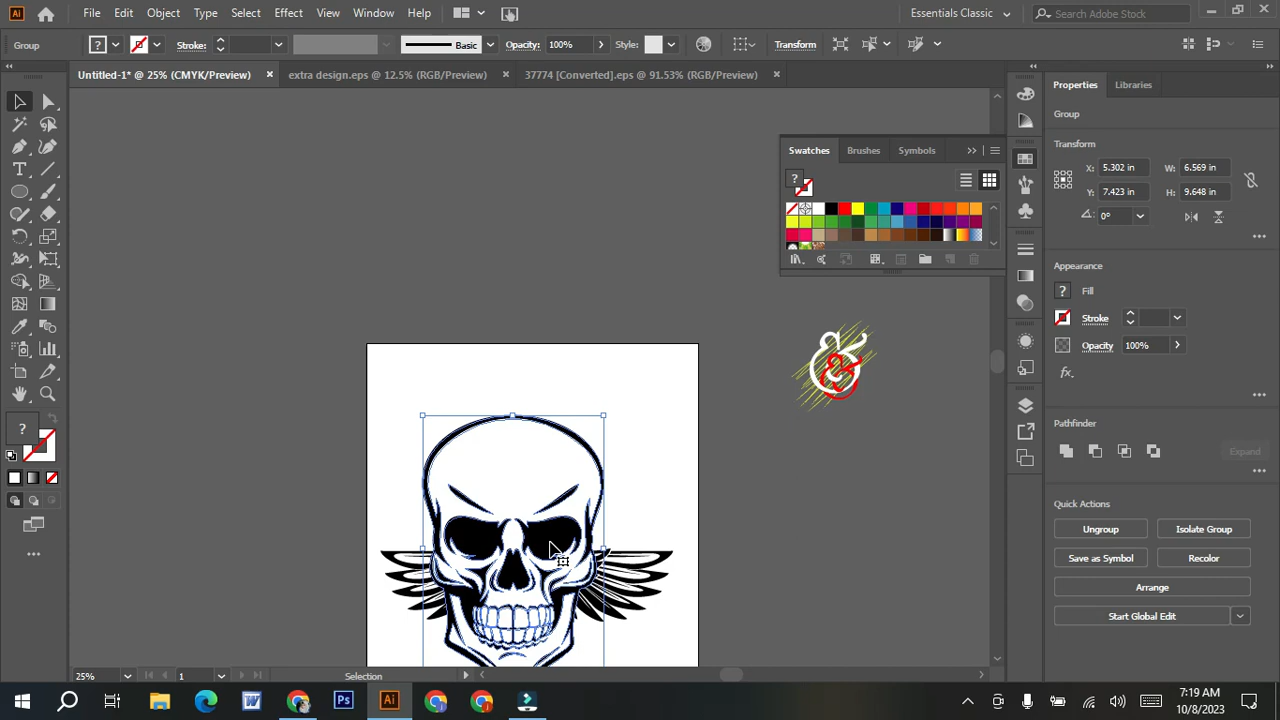 Ai File Edit Object Type Select Effect View Window Help Essentials Classic Search Adobe Stock
Group ? Stroke: Basic Opacity: 100% Style: Transform
Untitled-1* @ 25% (CMYK/Preview) × extra design.eps @ 12.5% (RGB/Preview) × 37774 [Converted].eps @ 91.53% (RGB/Preview) ×
Properties Libraries
Group
Transform
X: 5.302 in W: 6.569 in
Y: 7.423 in H: 9.648 in
0°
Appearance
? Fill
Stroke
Opacity 100%
fx.
Pathfinder
Expand
Quick Actions
Ungroup Isolate Group
Save as Symbol Recolor
Arrange
Start Global Edit
Swatches Brushes Symbols
?
&
&
T
?
25% 1 Selection
W Ps Ai 7:19 AM
10/8/2023